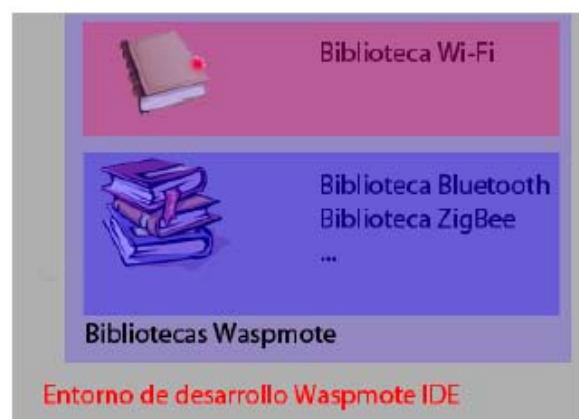 Biblioteca Wi-Fi
Biblioteca Bluetooth
Biblioteca ZigBee
...
Bibliotecas Waspmote
Entorno de desarrollo Waspmote IDE